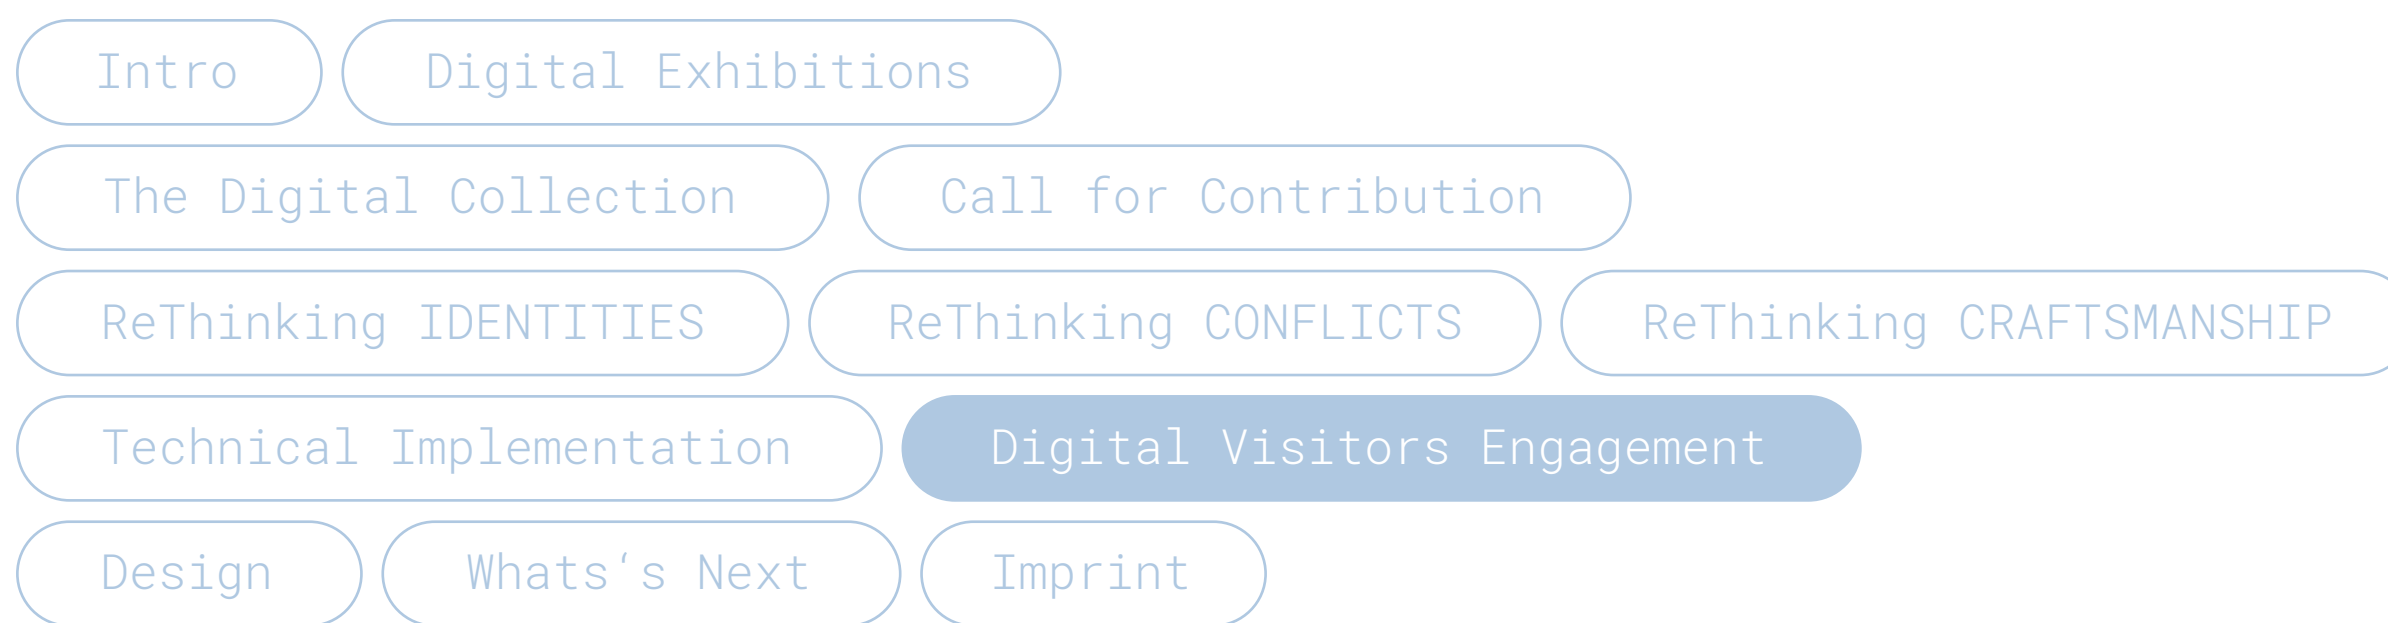 Intro Digital Exhibitions
The Digital Collection Call for Contribution
ReThinking IDENTITIES ReThinking CONFLICTS ReThinking CRAFTSMANSHIP
Technical Implementation Digital Visitors Engagement
Design Whats‘s Next Imprint